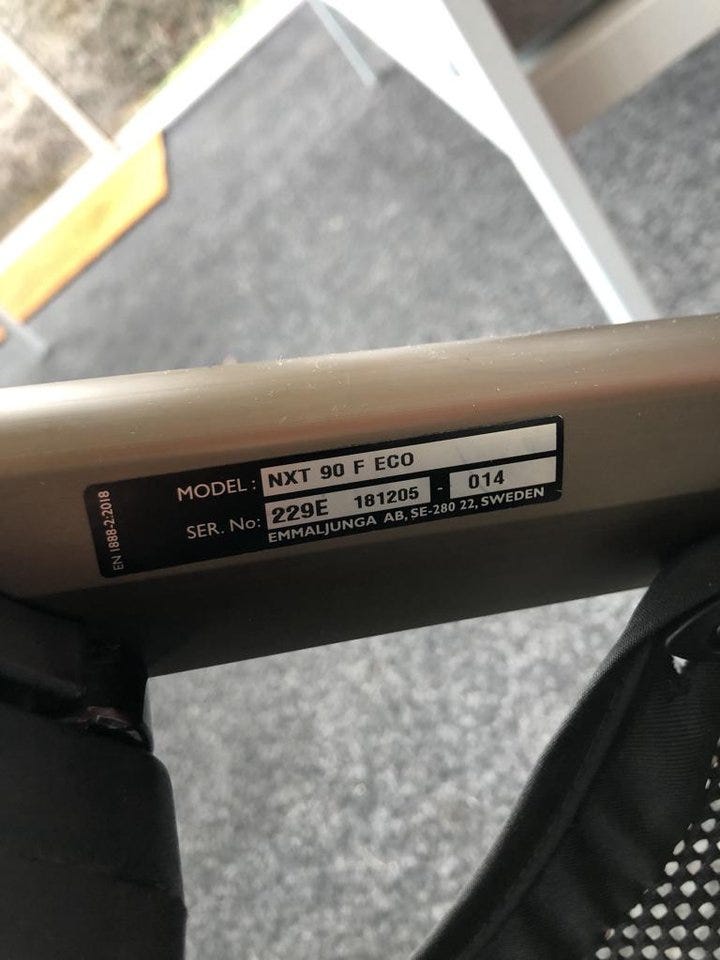 EN 1888-2:2018
MODEL : NXT 90 F ECO
SER. No: 229E 181205 - 014
EMMALJUNGA AB, SE-280 22, SWEDEN